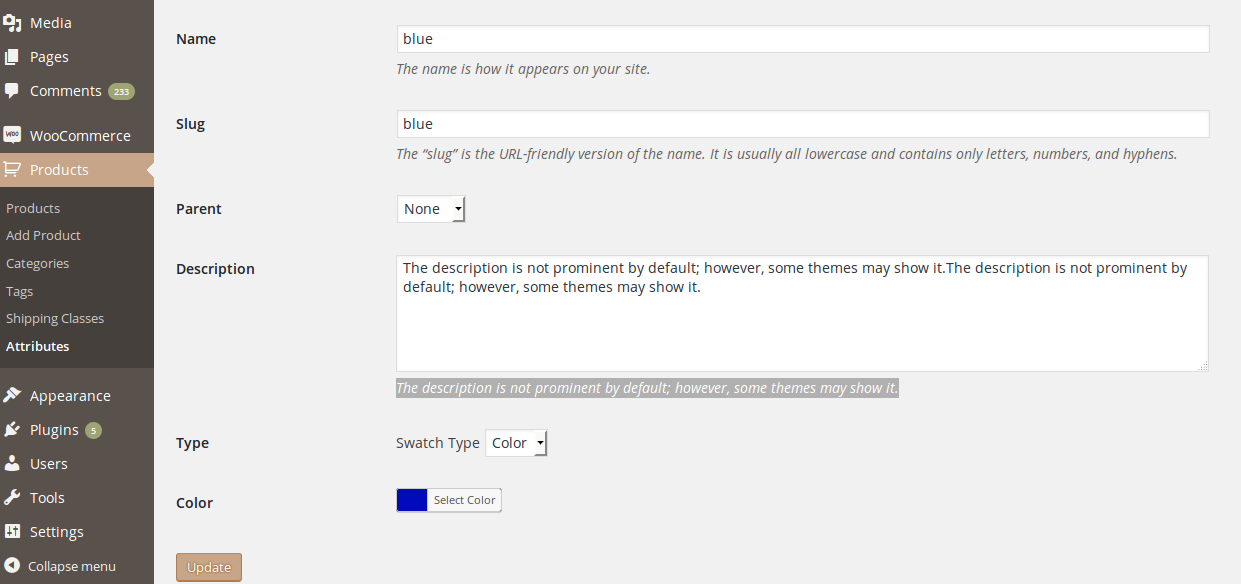 Media
Pages
Comments 233
WOO WooCommerce
Products
Products
Add Product
Categories
Tags
Shipping Classes
Attributes
Appearance
Plugins 5
Users
Tools
Settings
Collapse menu
Name blue
The name is how it appears on your site.
Slug blue
The “slug” is the URL-friendly version of the name. It is usually all lowercase and contains only letters, numbers, and hyphens.
Parent None
Description The description is not prominent by default; however, some themes may show it.The description is not prominent by
default; however, some themes may show it.
The description is not prominent by default; however, some themes may show it.
Type Swatch Type Color
Color Select Color
Update